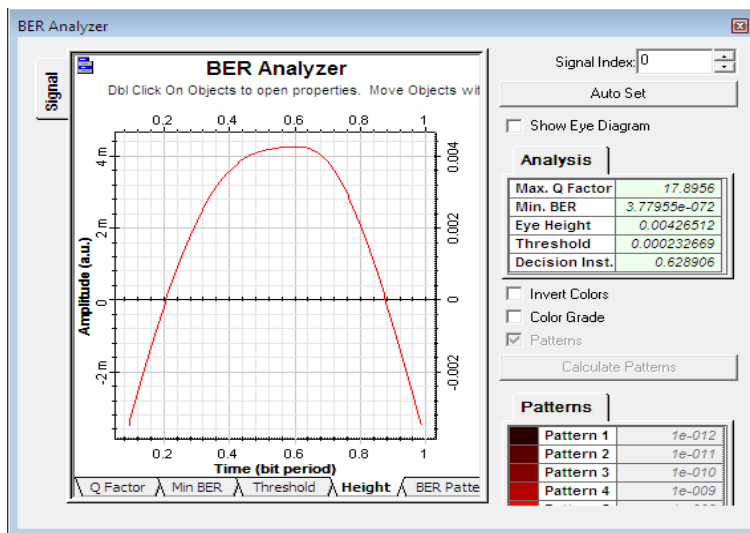 BER Analyzer
Signal
BER Analyzer
Dbl Click On Objects to open properties. Move Objects wit
0.2 0.4 0.6 0.8 1
4 m
2 m
0
-2 m
Amplitude (a.u.)
0.004
0.002
0
-0.002
0.2 0.4 0.6 0.8 1
Time (bit period)
Q Factor Min BER Threshold Height BER Patte
Signal Index: 0
Auto Set
Show Eye Diagram
Analysis
Max. Q Factor 17.8956
Min. BER 3.77955e-072
Eye Height 0.00426512
Threshold 0.000232669
Decision Inst. 0.628906
Invert Colors
Color Grade
Patterns
Calculate Patterns
Patterns
Pattern 1 1e-012
Pattern 2 1e-011
Pattern 3 1e-010
Pattern 4 1e-009